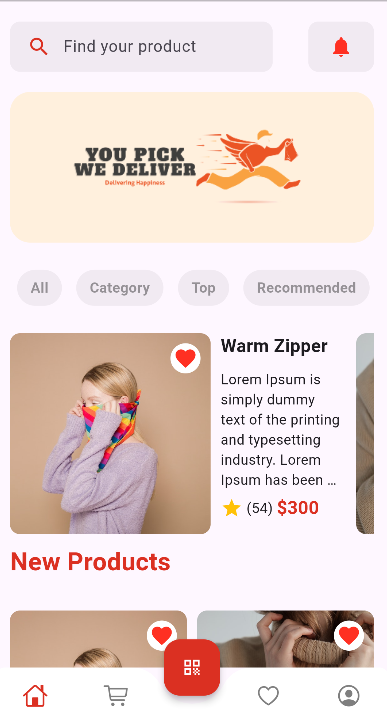 Find your product
YOU PICK
WE DELIVER
Delivering Happiness
All
Category
Top
Recommended
Warm Zipper
Lorem Ipsum is
simply dummy
text of the printing
and typesetting
industry. Lorem
Ipsum has been ...
(54) $300
New Products